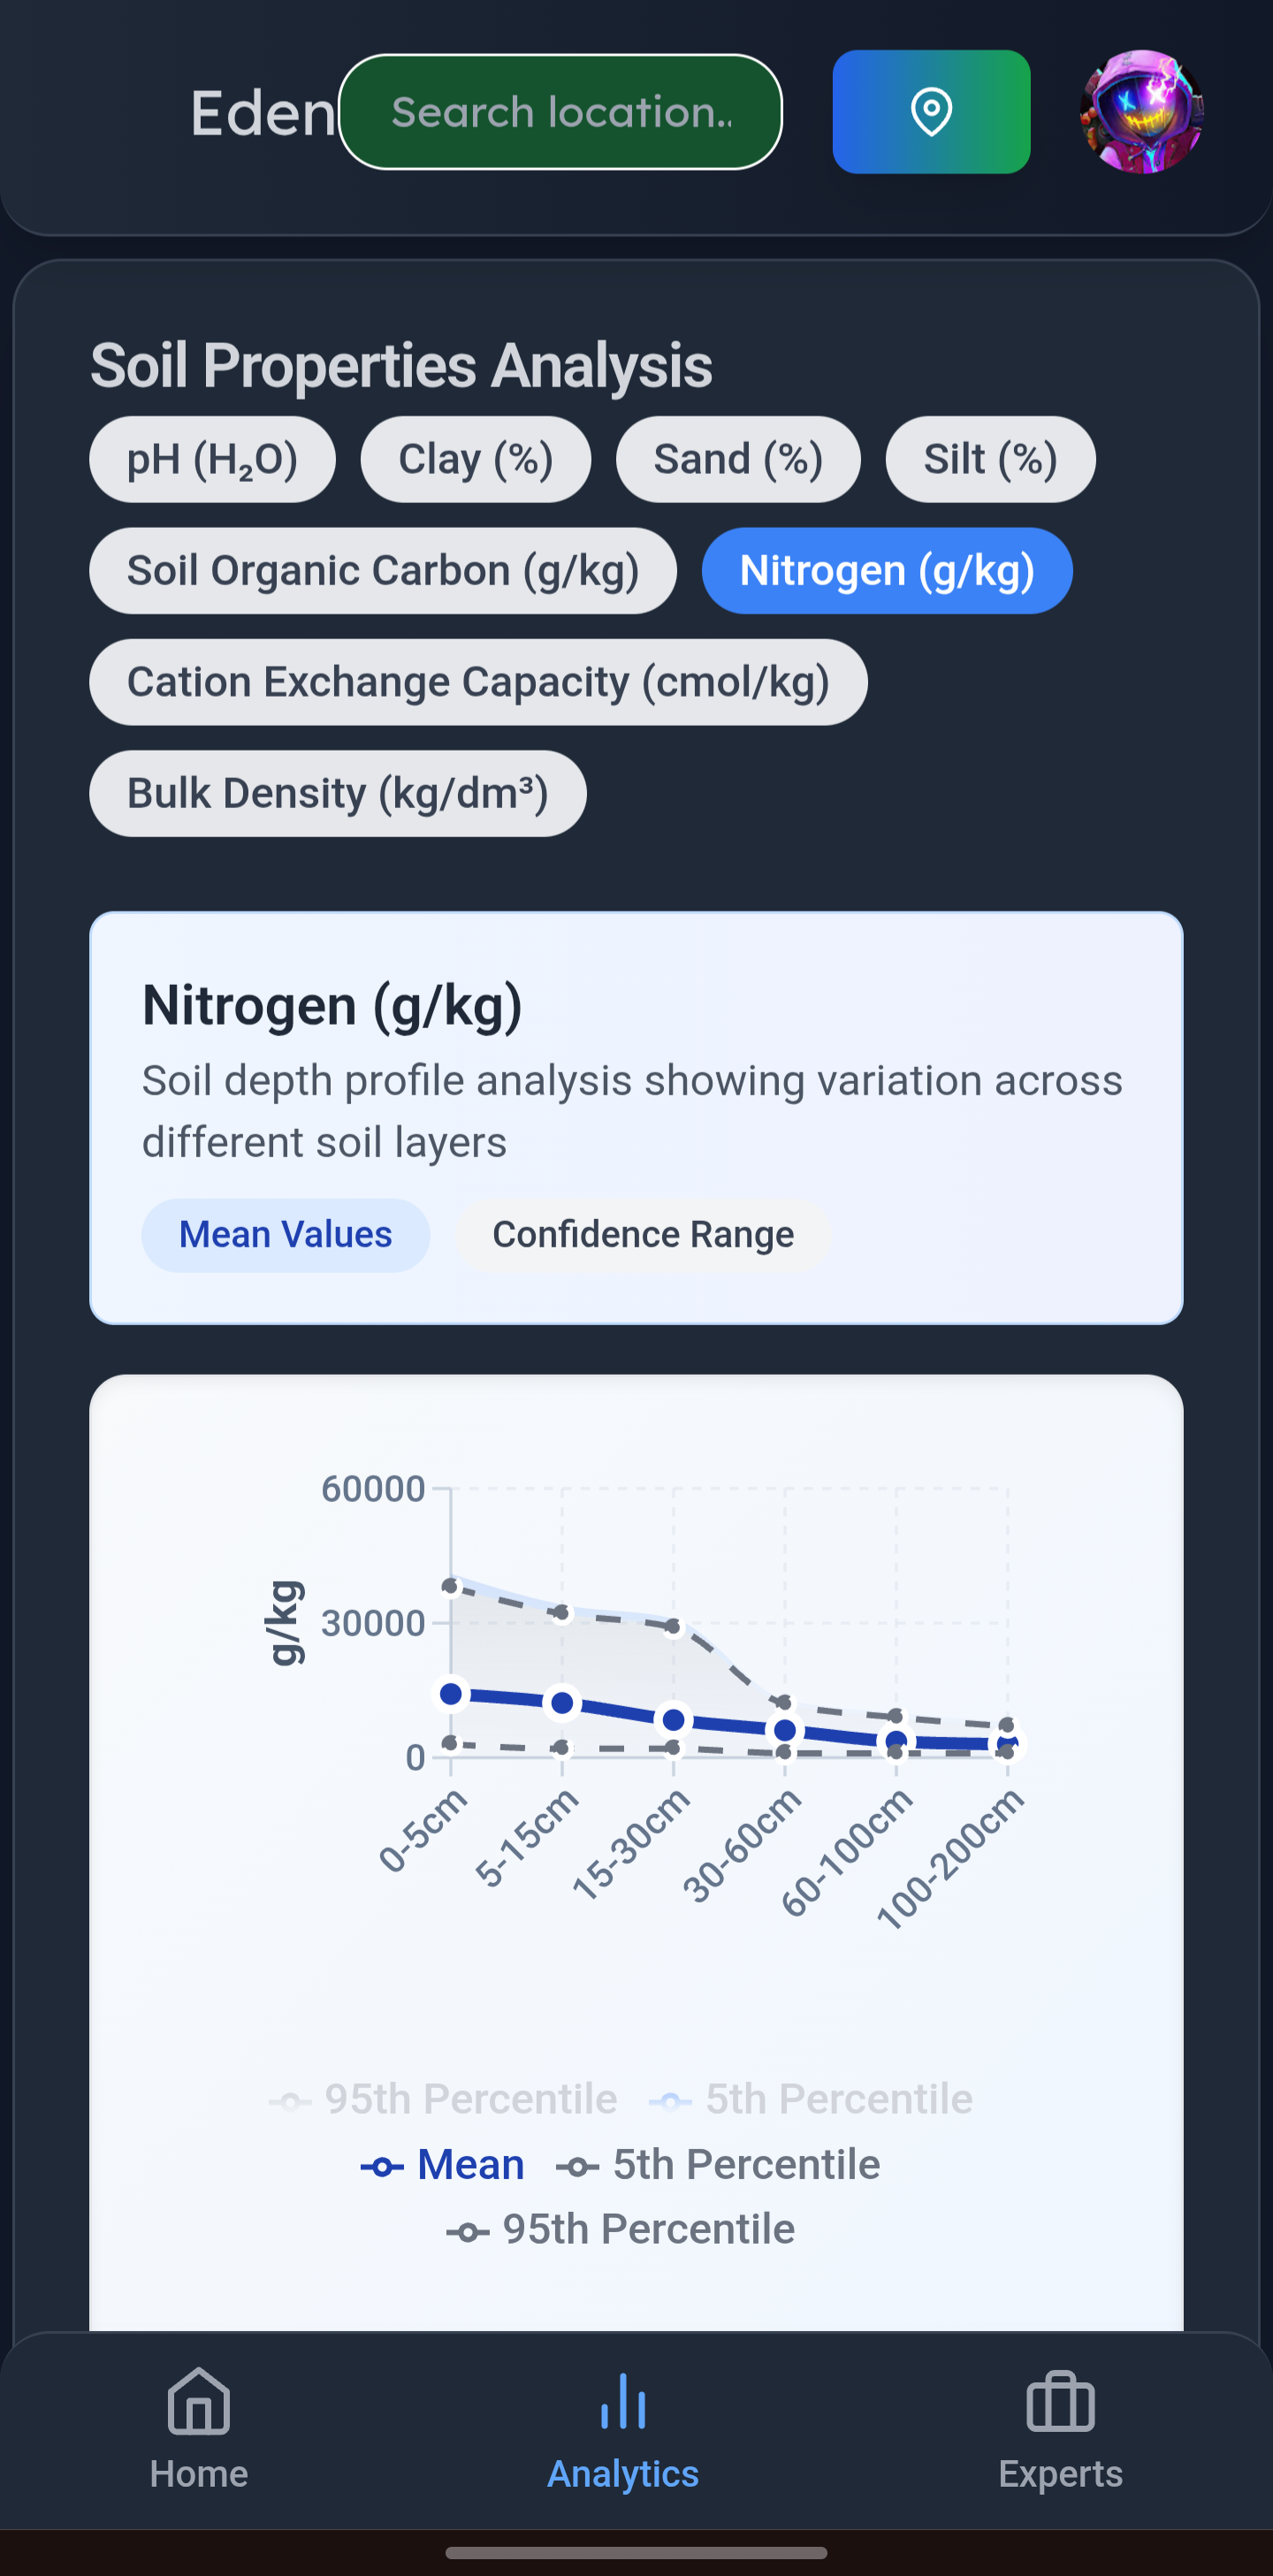 Eden
Search location..
Soil Properties Analysis
pH (H₂O) Clay (%) Sand (%) Silt (%)
Soil Organic Carbon (g/kg) Nitrogen (g/kg)
Cation Exchange Capacity (cmol/kg)
Bulk Density (kg/dm³)
Nitrogen (g/kg)
Soil depth profile analysis showing variation across
different soil layers
Mean Values Confidence Range
60000
30000
0
g/kg
0-5cm 5-15cm 15-30cm 30-60cm 60-100cm 100-200cm
95th Percentile 5th Percentile
Mean 5th Percentile
95th Percentile
Home Analytics Experts